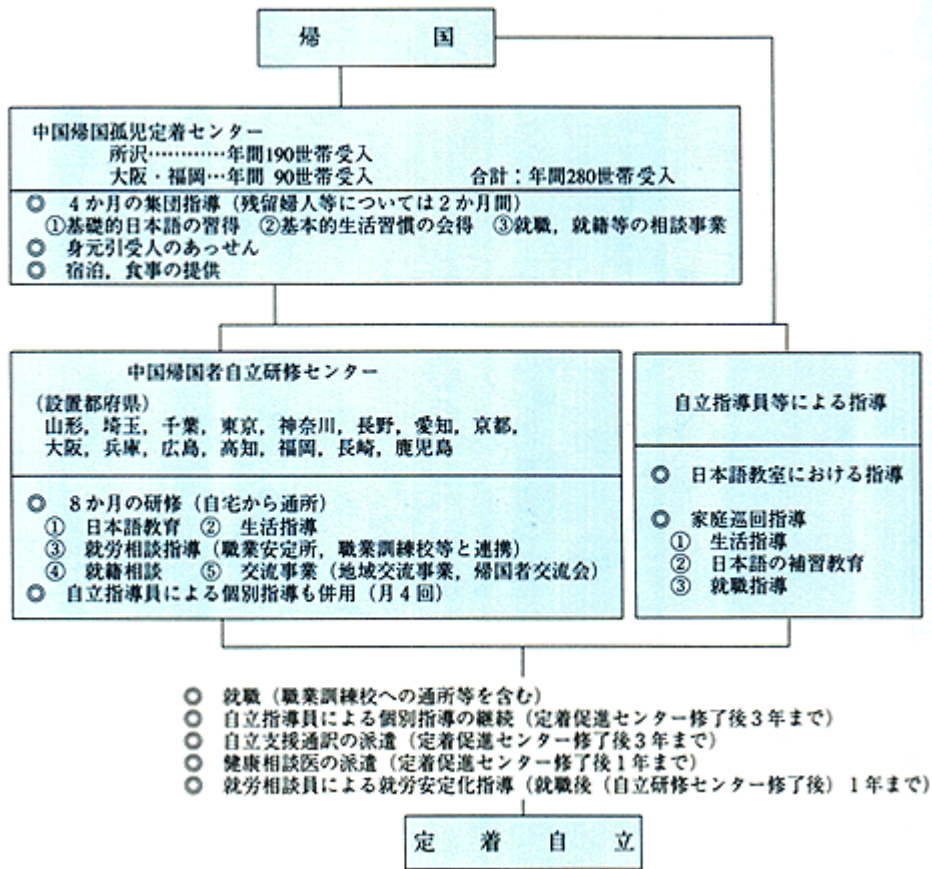 帰国
中国帰国孤児定着センター
所沢…………年間190世帯受入
大阪・福岡…年間 90世帯受入 合計：年間280世帯受入
◎ 4か月の集団指導（残留婦人等については2か月間）
①基礎的日本語の習得 ②基本的生活習慣の会得 ③就職，就籍等の相談事業
◎ 身元引受人のあっせん
◎ 宿泊，食事の提供
中国帰国者自立研修センター
（設置都府県）
山形，埼玉，千葉，東京，神奈川，長野，愛知，京都，
大阪，兵庫，広島，高知，福岡，長崎，鹿児島
◎ 8か月の研修（自宅から通所）
① 日本語教育 ② 生活指導
③ 就労相談指導（職業安定所，職業訓練校等と連携）
④ 就籍相談 ⑤ 交流事業（地域交流事業，帰国者交流会）
◎ 自立指導員による個別指導も併用（月4回）
自立指導員等による指導
◎ 日本語教室における指導
◎ 家庭巡回指導
① 生活指導
② 日本語の補習教育
③ 就職指導
◎ 就職（職業訓練校への通所等を含む）
◎ 自立指導員による個別指導の継続（定着促進センター修了後3年まで）
◎ 自立支援通訳の派遣（定着促進センター修了後3年まで）
◎ 健康相談医の派遣（定着促進センター修了後1年まで）
◎ 就労相談員による就労安定化指導（就職後（自立研修センター修了後）1年まで）
定着自立